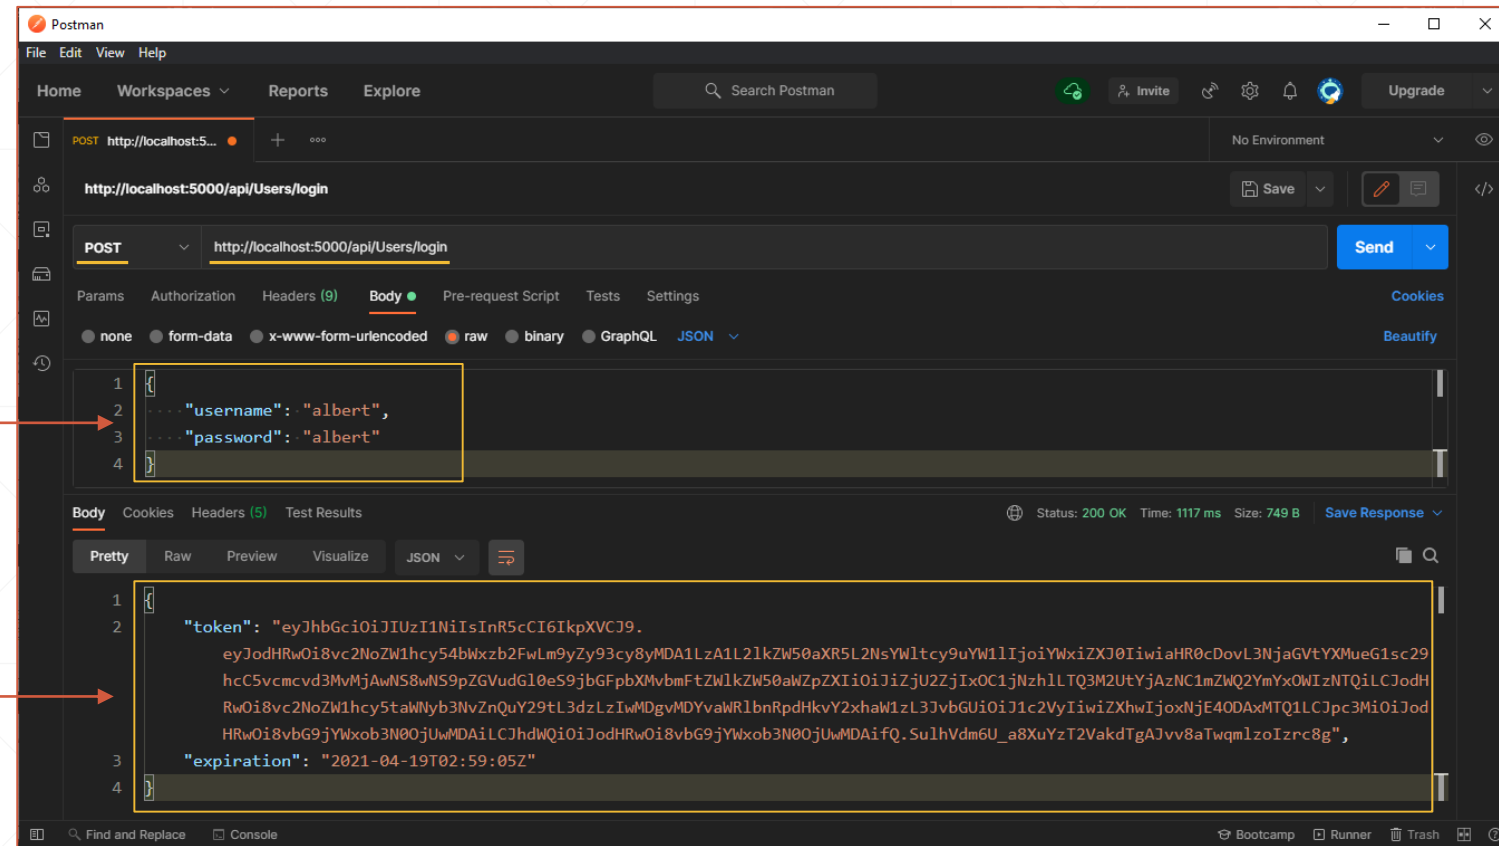 Postman
File Edit View Help
Home Workspaces Reports Explore Search Postman Invite Upgrade
POST http://localhost:5... No Environment
http://localhost:5000/api/Users/login Save
POST http://localhost:5000/api/Users/login Send
Params Authorization Headers (9) Body Pre-request Script Tests Settings Cookies
none form-data x-www-form-urlencoded raw binary GraphQL JSON Beautify
1 {
2 "username": "albert",
3 "password": "albert"
4 }
Body Cookies Headers (5) Test Results Status: 200 OK Time: 1117 ms Size: 749 B Save Response
Pretty Raw Preview Visualize JSON
1 {
2 "token": "eyJhbGciOiJIUzI1NiIsInR5cCI6IkpXVCJ9.
eyJodHRwOi8vc2NoZW1hcy54bWxzb2FwLm9yZy93cy8yMDA1LzA1L2lkZW50aXR5L2NsYWltcy9uYW1lIjoiYWxiZXJ0IiwiaHR0cDovL3NjaGVtYXMueG1sc29
hcC5vcmcvd3MvMjAwNS8wNS9pZGVudGl0eS9jbGFpbXMvbmFtZWlkZW50aWZpZXIiOiJiZjU2ZjIxOC1jNzhlLTQ3M2UtYjAzNC1mZWQ2YmYxOWIzNTQiLCJodH
RwOi8vc2NoZW1hcy5taWNyb3NvZnQuY29tL3dzLzIwMDgvMDYvaWRlbnRpdHkvY2xhaW1zL3JvbGUiOiJ1c2VyIiwiZXhwIjoxNjE4ODAxMTQ1LCJpc3MiOiJod
HRwOi8vbG9jYWxob3N0OjUwMDAiLCJhdWQiOiJodHRwOi8vbG9jYWxob3N0OjUwMDAifQ.SulhVdm6U_a8XuYzT2VakdTgAJvv8aTwqmlzoIzrc8g",
3 "expiration": "2021-04-19T02:59:05Z"
4 }
Find and Replace Console Bootcamp Runner Trash